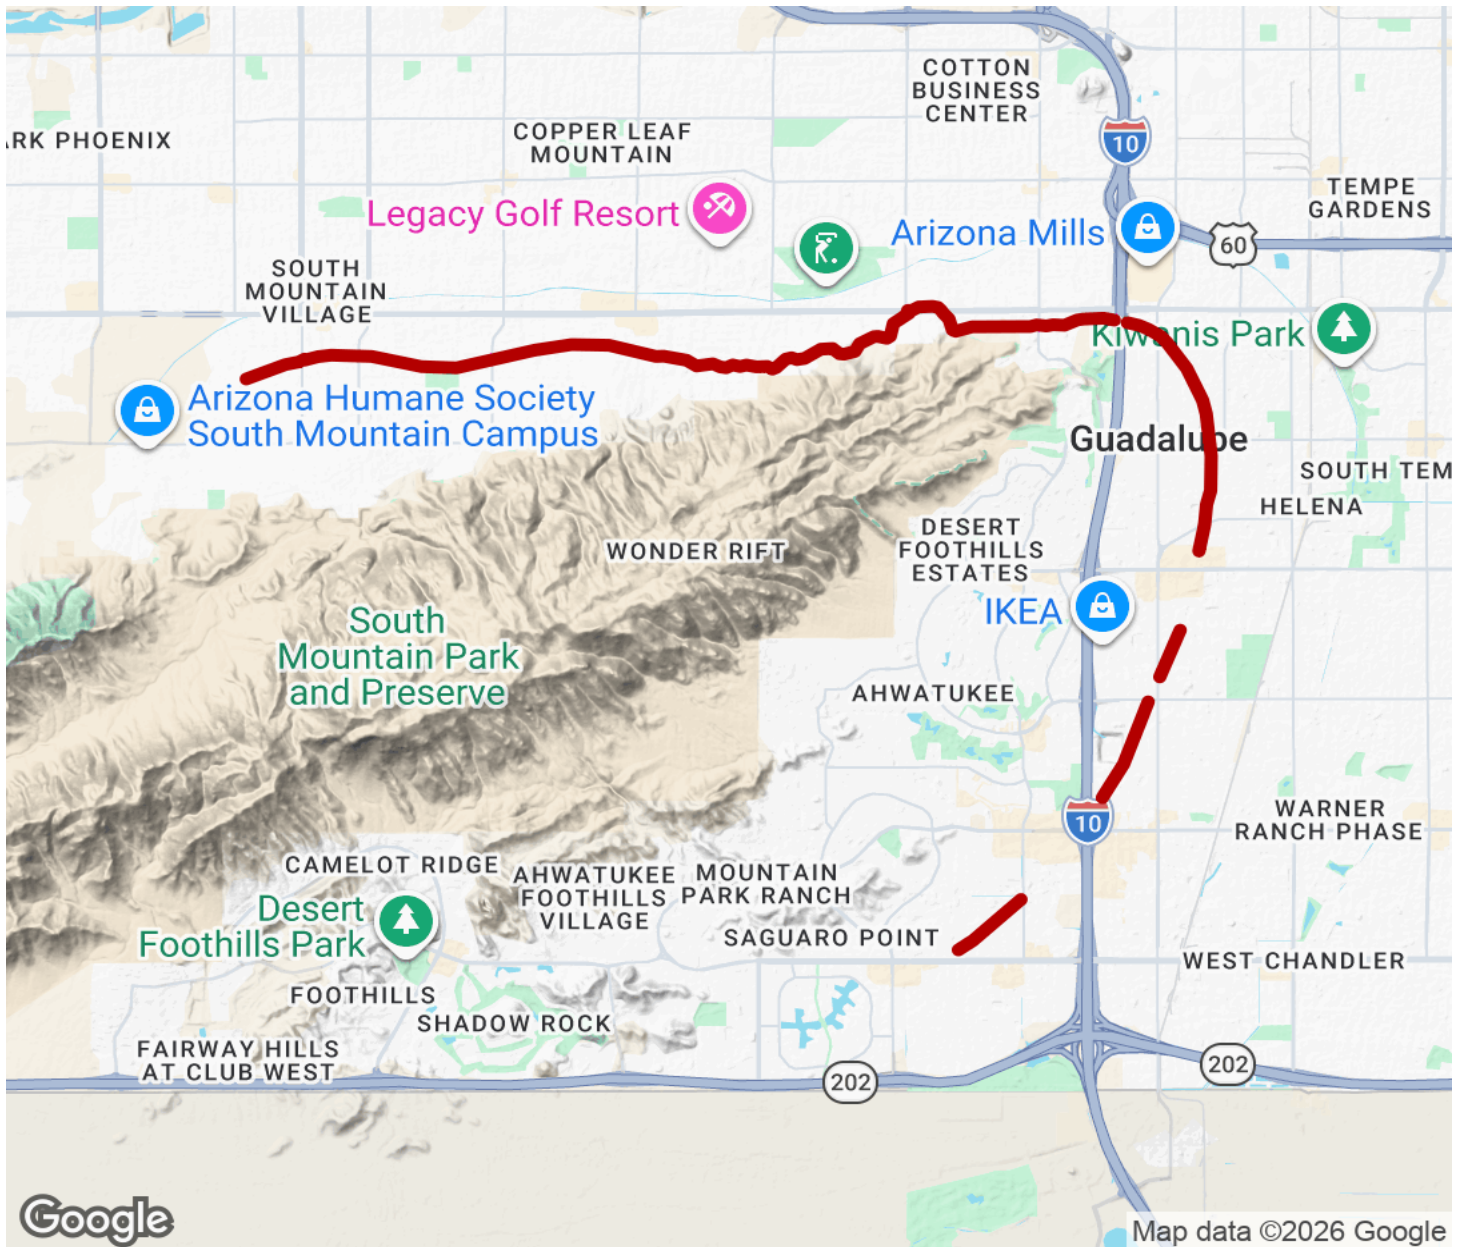 COTTON
BUSINESS
CENTER
ARK PHOENIX
COPPER LEAF
MOUNTAIN
10
TEMPE
GARDENS
Legacy Golf Resort
Arizona Mills
60
SOUTH
MOUNTAIN
VILLAGE
Kiwanis Park
Arizona Humane Society
South Mountain Campus
Guadalupe
SOUTH TEM
HELENA
WONDER RIFT
DESERT
FOOTHILLS
ESTATES
IKEA
South
Mountain Park
and Preserve
AHWATUKEE
10
WARNER
RANCH PHASE
CAMELOT RIDGE
AHWATUKEE
FOOTHILLS
VILLAGE
MOUNTAIN
PARK RANCH
Desert
Foothills Park
SAGUARO POINT
WEST CHANDLER
FOOTHILLS
SHADOW ROCK
FAIRWAY HILLS
AT CLUB WEST
202
202
Google
Map data ©2026 Google